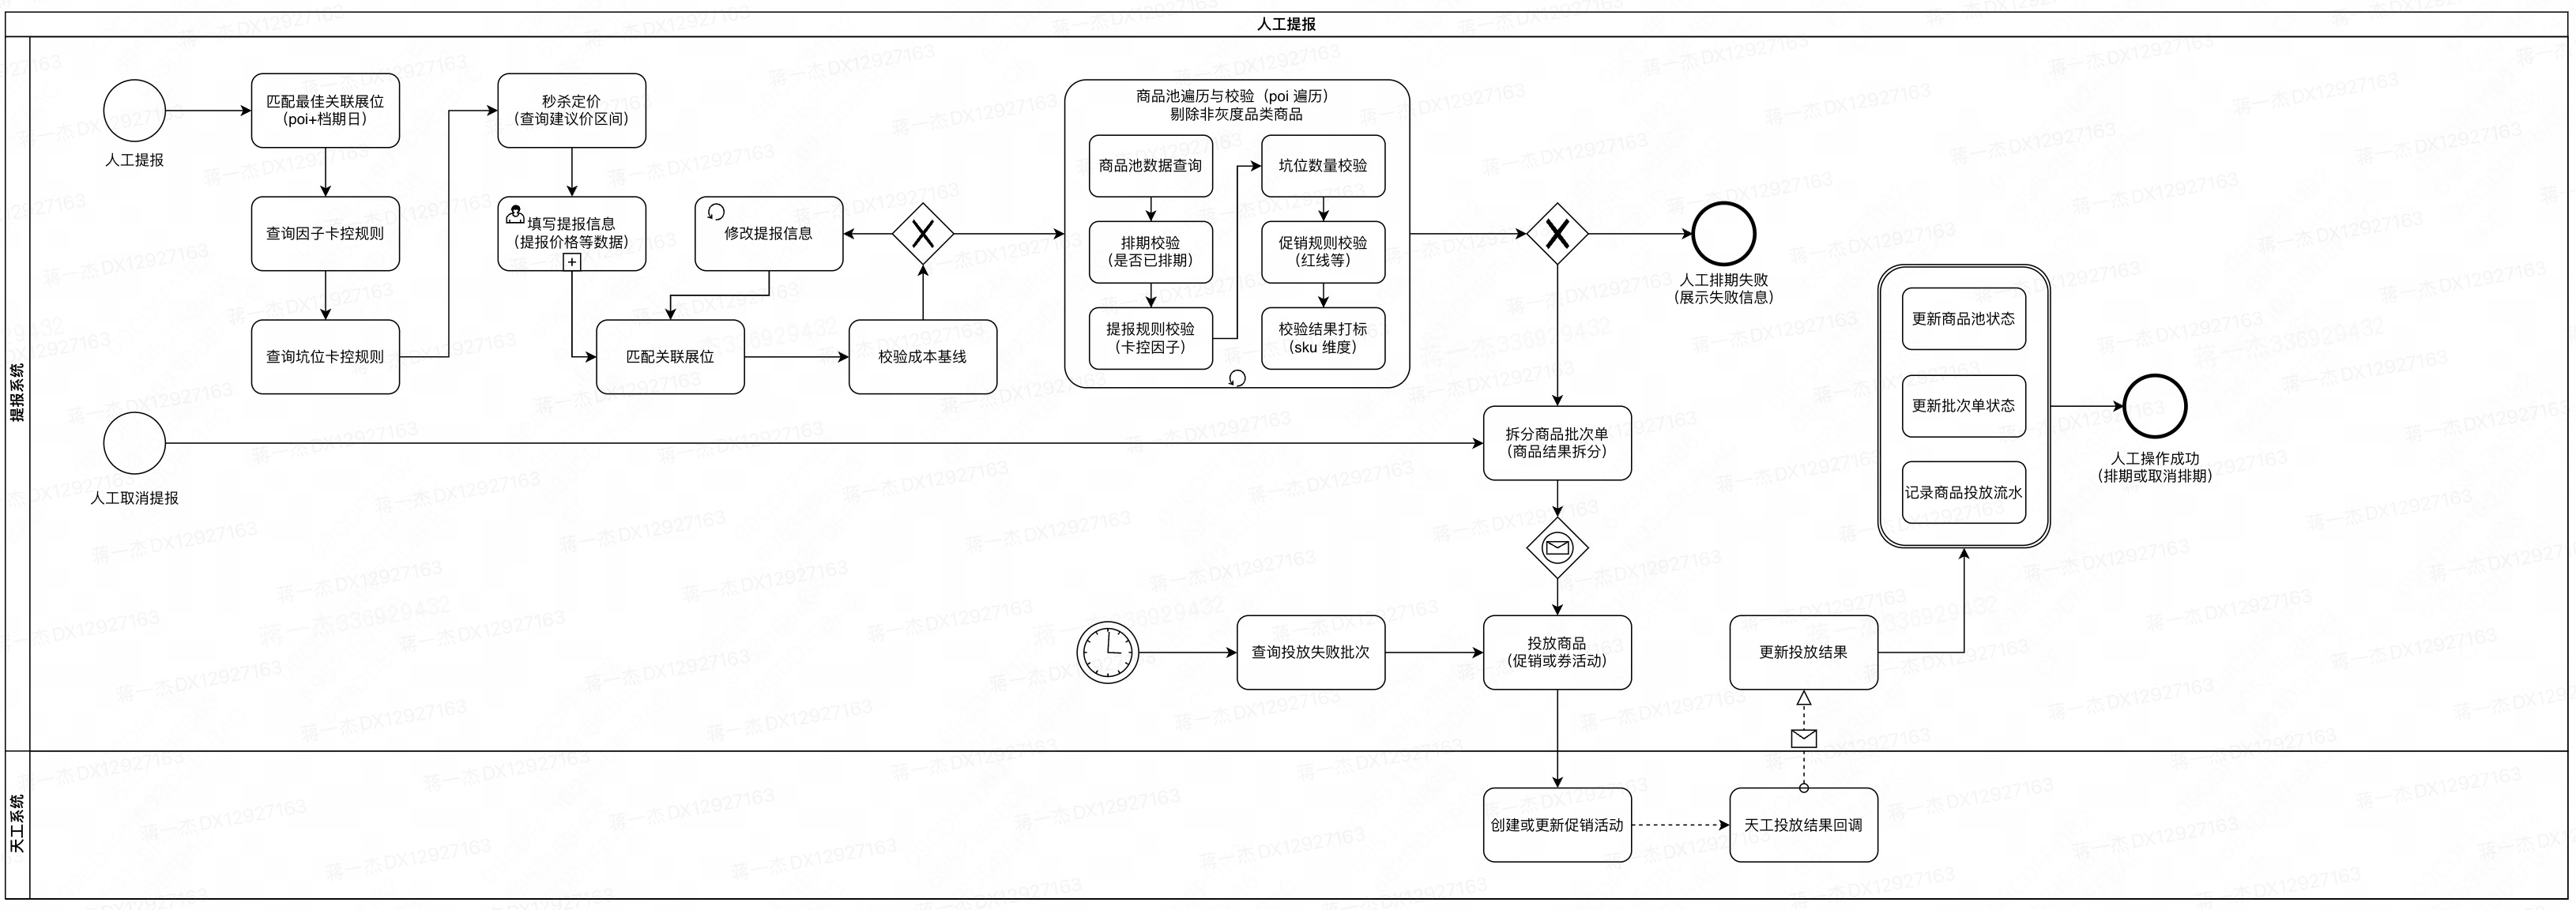 人工提报
提报系统
天工系统
人工提报
匹配最佳关联展位
（poi+档期日）
查询因子卡控规则
查询坑位卡控规则
秒杀定价
（查询建议价区间）
填写提报信息
（提报价格等数据）
修改提报信息
匹配关联展位
校验成本基线
商品池遍历与校验（poi 遍历）
剔除非灰度品类商品
商品池数据查询
排期校验
（是否已排期）
提报规则校验
（卡控因子）
坑位数量校验
促销规则校验
（红线等）
校验结果打标
（sku 维度）
人工排期失败
（展示失败信息）
人工取消提报
拆分商品批次单
（商品结果拆分）
查询投放失败批次
投放商品
（促销或券活动）
创建或更新促销活动
天工投放结果回调
更新投放结果
更新商品池状态
更新批次单状态
记录商品投放流水
人工操作成功
（排期或取消排期）
蒋一杰 DX12927163
蒋一杰336929432